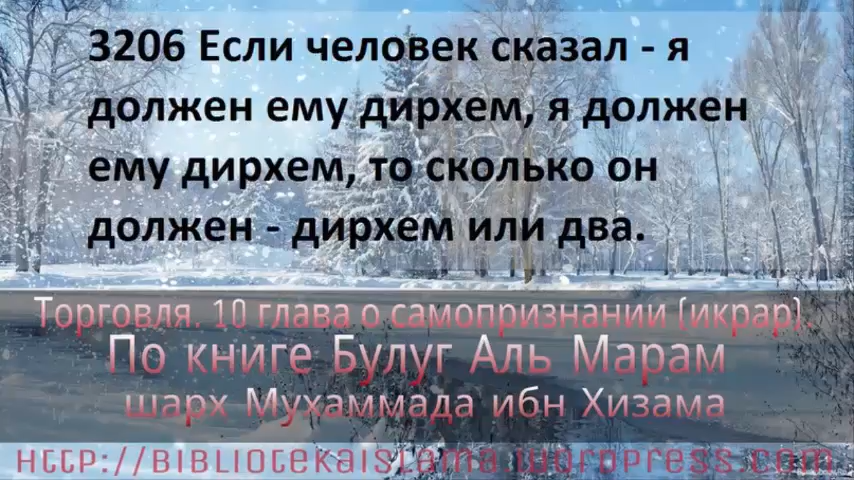 3206 Если человек сказал - я
должен ему дирхем, я должен
ему дирхем, то сколько он
должен - дирхем или два.
Торговля. 10 глава о самопризнании (икрар).
По книге Булуг Аль Марам
шарх Мухаммада ибн Хизама
http://bibliotekaislama.wordpress.com